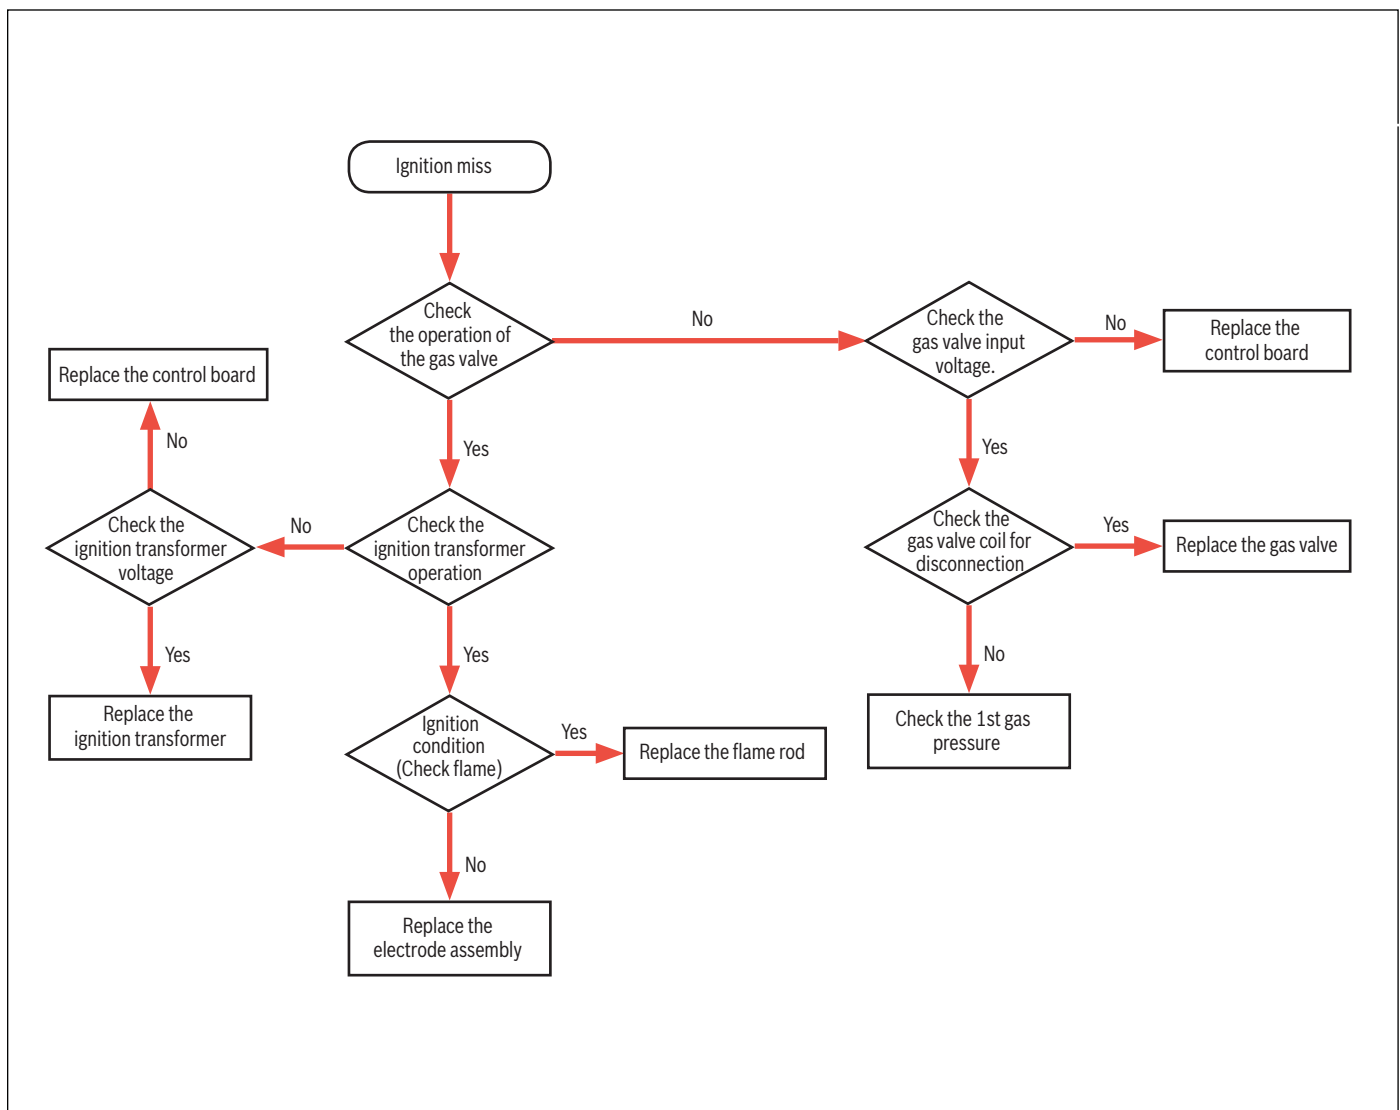 Ignition miss
Check
the operation of
the gas valve
No
Check the
gas valve input
voltage.
No
Replace the
control board
Replace the control board
No
Yes
Yes
Check the
ignition transformer
voltage
No
Check the
ignition transformer
operation
Check the
gas valve coil for
disconnection
Yes
Replace the gas valve
Yes
Yes
No
Replace the
ignition transformer
Ignition
condition
(Check flame)
Yes
Replace the flame rod
Check the 1st gas
pressure
No
Replace the
electrode assembly